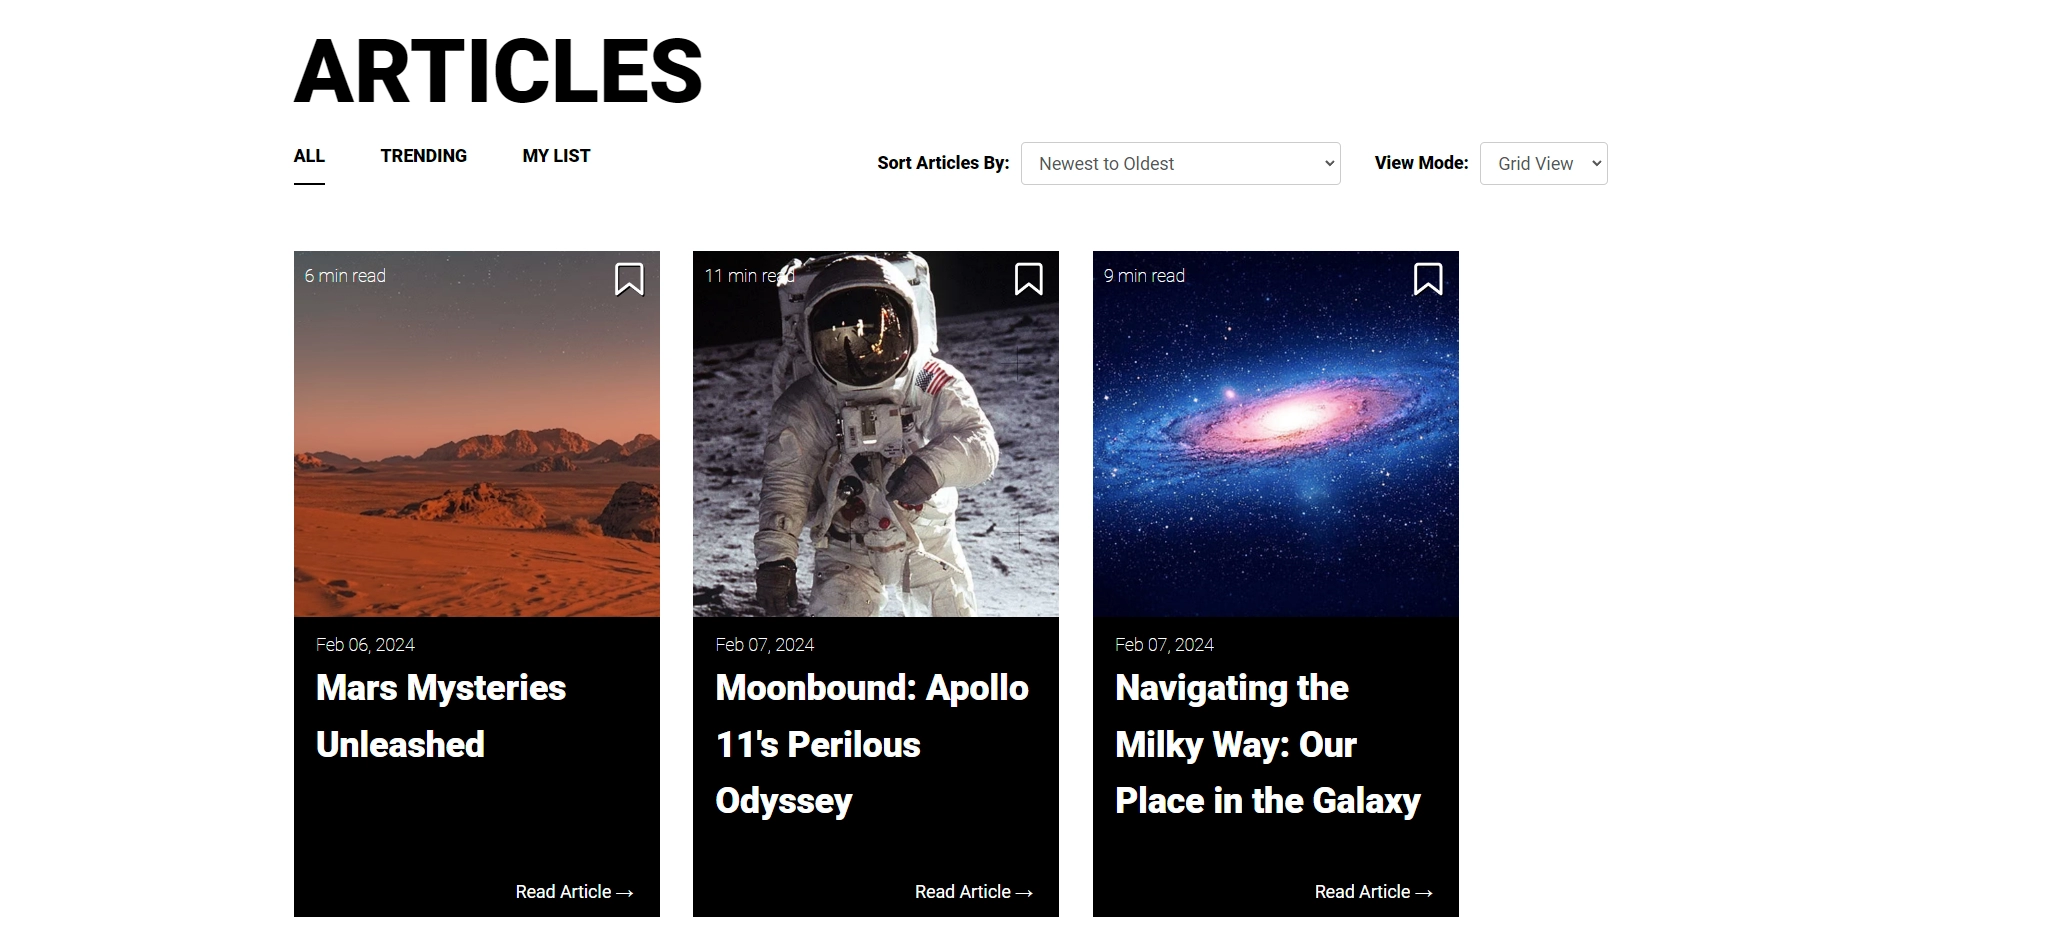 ARTICLES
ALL TRENDING MY LIST Sort Articles By: Newest to Oldest View Mode: Grid View
6 min read
11 min read
9 min read
Feb 06, 2024
Mars Mysteries
Unleashed
Read Article →
Feb 07, 2024
Moonbound: Apollo
11's Perilous
Odyssey
Read Article →
Feb 07, 2024
Navigating the
Milky Way: Our
Place in the Galaxy
Read Article →